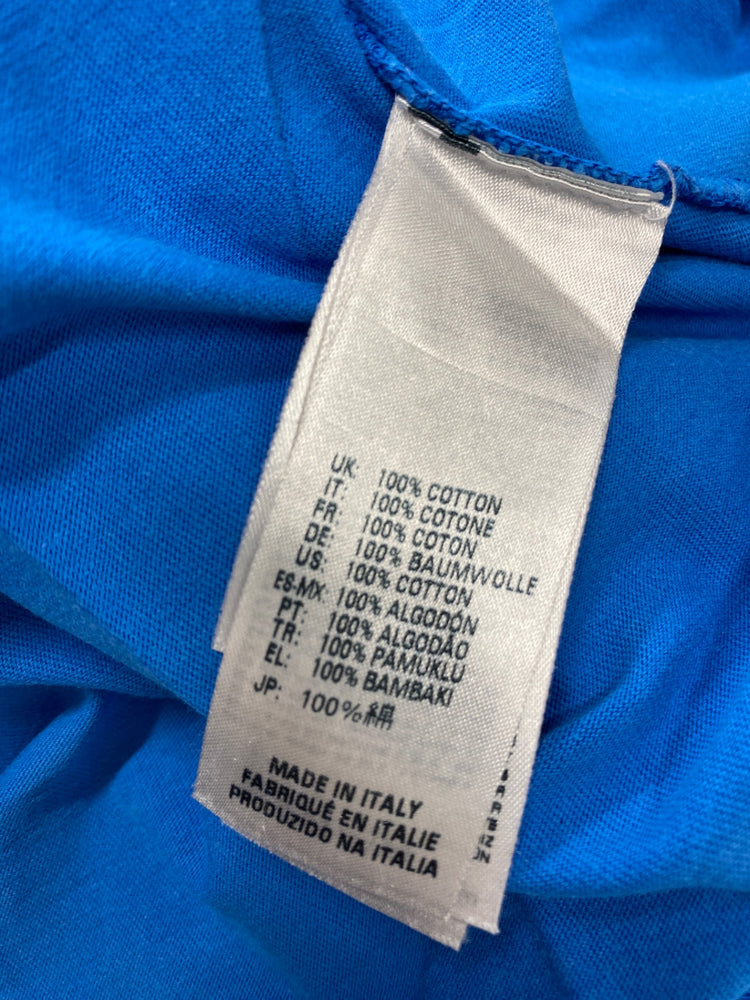 UK: 100% COTTON
IT: 100% COTONE
FR: 100% COTON
DE: 100% BAUMWOLLE
US: 100% COTTON
ES-MX: 100% ALGODÓN
PT: 100% ALGODÃO
TR: 100% PAMUKLU
EL: 100% BAMBAKI
JP: 100%綿
MADE IN ITALY
FABRIQUÉ EN ITALIE
PRODUZIDO NA ITALIA